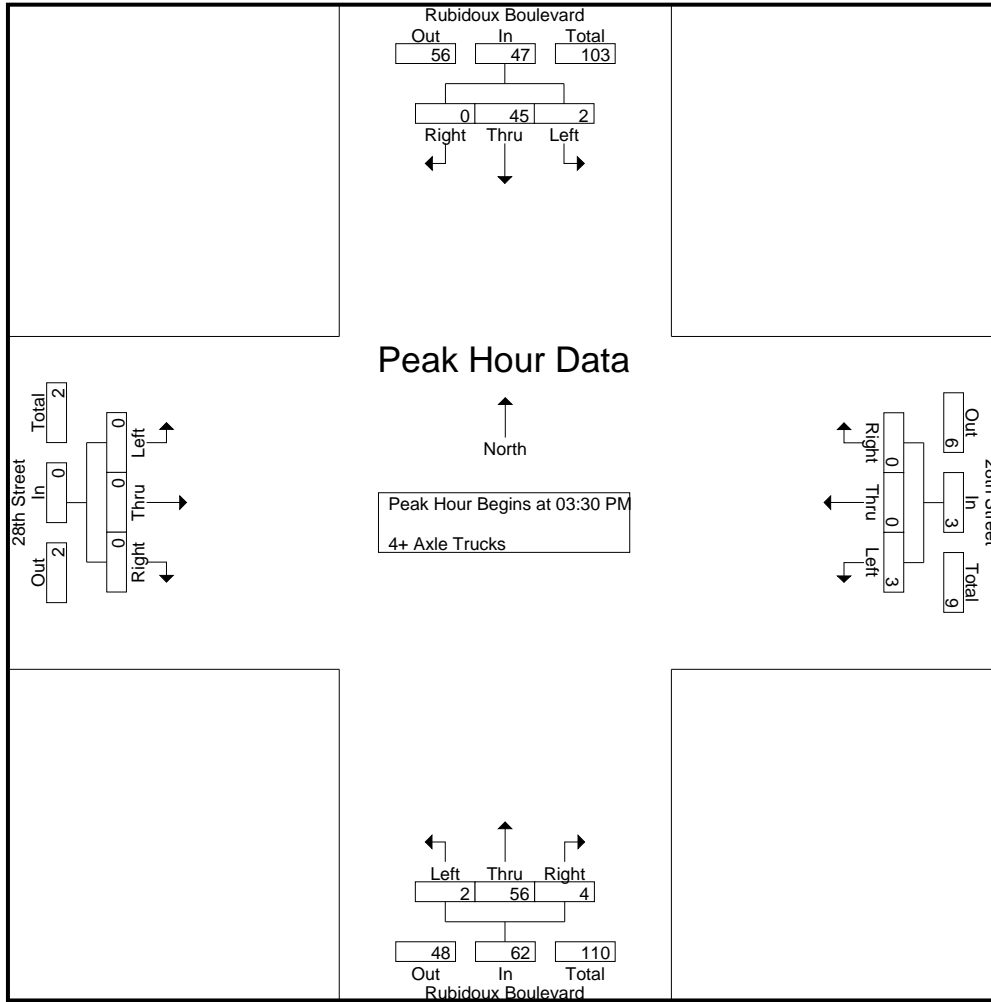 Rubidoux Boulevard
Out In Total
56 47 103
0 45 2
Right Thru Left
Peak Hour Data
North
Peak Hour Begins at 03:30 PM
4+ Axle Trucks
28th Street
Total In Out
2 0 2
0 0 0
Left Thru Right
Right Thru Left
0 0 3
Out In Total
6 3 9
28th Street
Left Thru Right
2 56 4
48 62 110
Out In Total
Rubidoux Boulevard